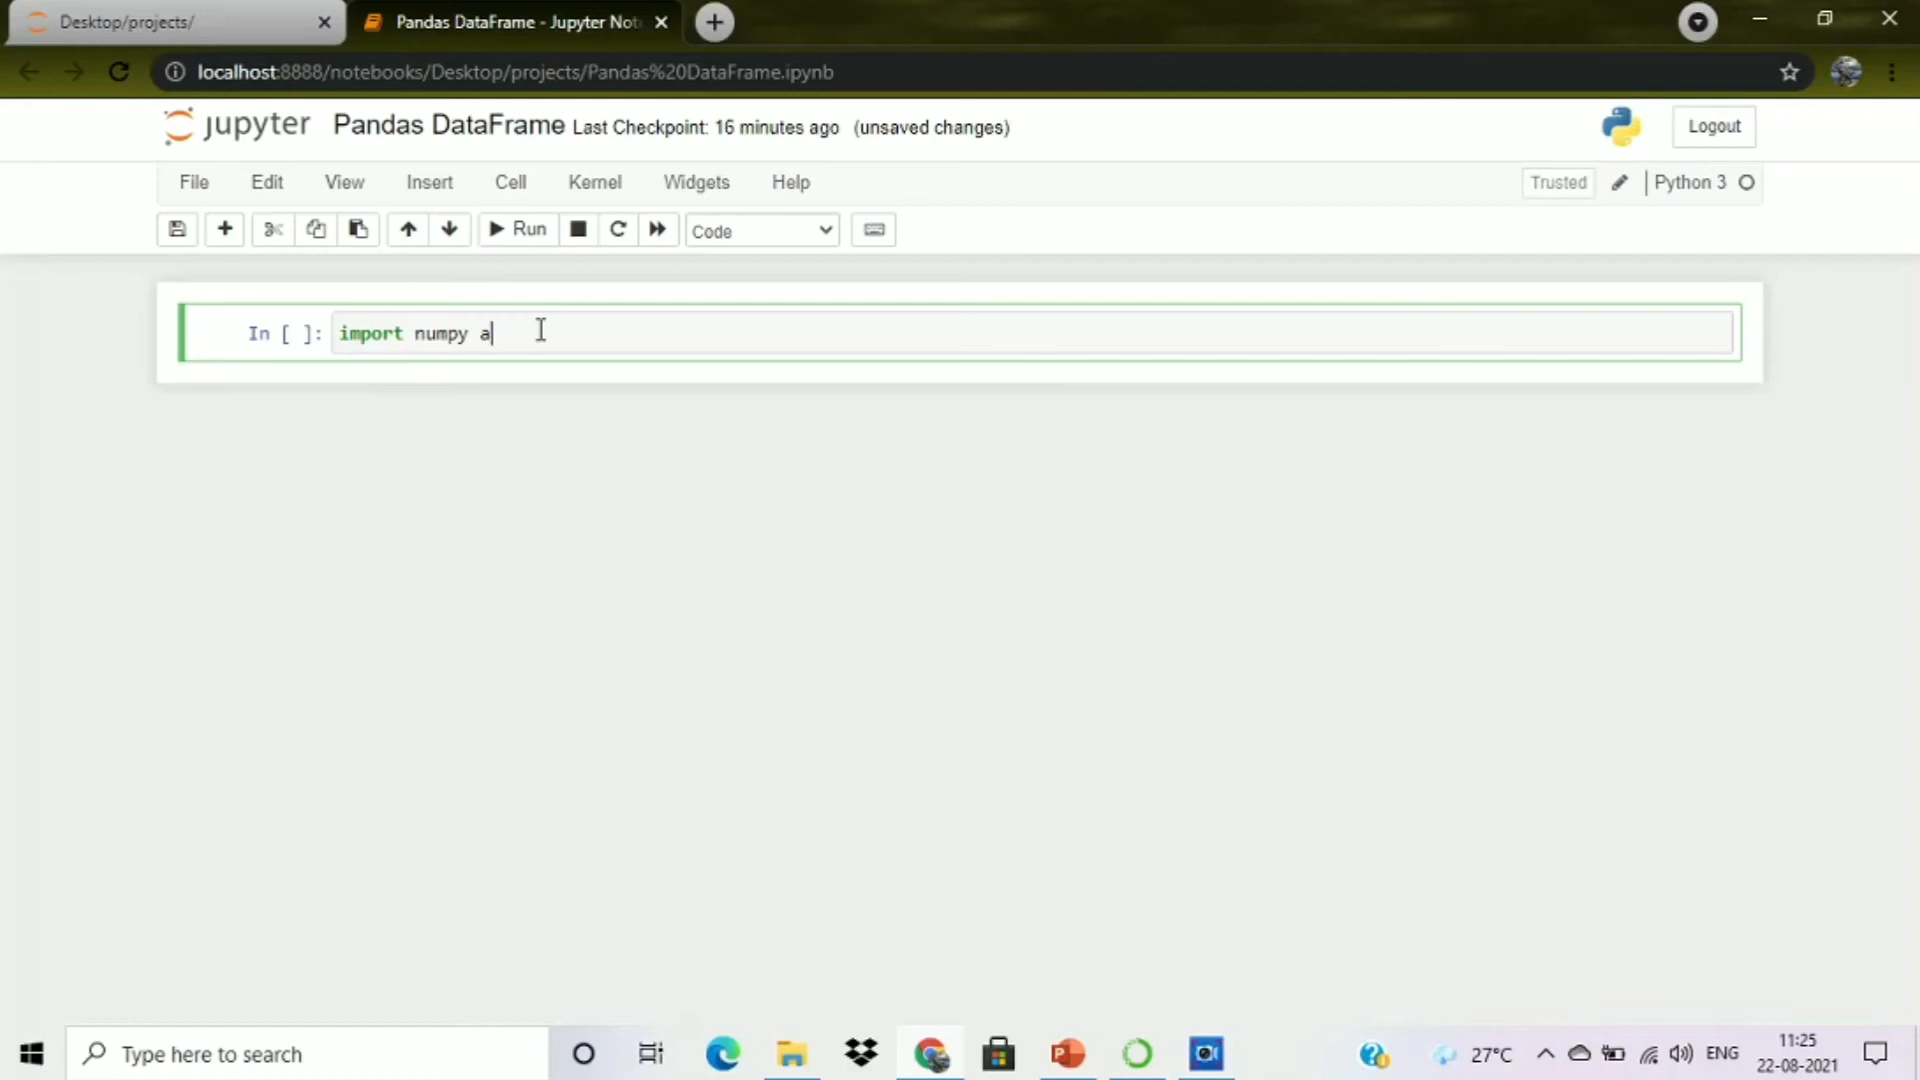 Desktop/projects/
Pandas DataFrame - Jupyter Not
localhost:8888/notebooks/Desktop/projects/Pandas%20DataFrame.ipynb
jupyter Pandas DataFrame Last Checkpoint: 16 minutes ago (unsaved changes)
Logout
File Edit View Insert Cell Kernel Widgets Help
Trusted Python 3
Run Code
In [ ]: import numpy a
Type here to search
27°C ENG
11:25
22-08-2021